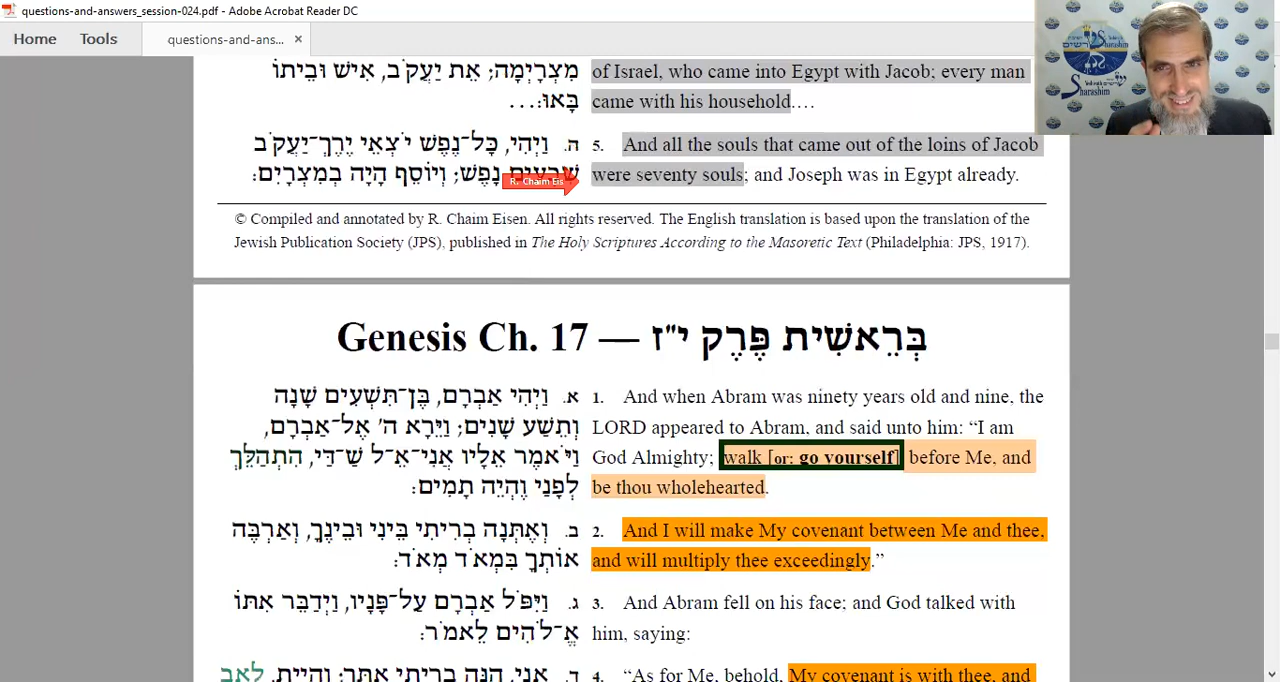 questions-and-answers_session-024.pdf - Adobe Acrobat Reader DC
Home Tools questions-and-ans... ×
מִצְרָיְמָה; אֵת יַעֲקֹב, אִישׁ וּבֵיתוֹ
בָּאוּ:...
ה. וַיְהִי, כָּל־נֶפֶשׁ יֹצְאֵי יֶרֶךְ־יַעֲקֹב
שִׁבְעִים נָפֶשׁ; וְיוֹסֵף הָיָה בְמִצְרָיִם:
of Israel, who came into Egypt with Jacob; every man
came with his household....
5. And all the souls that came out of the loins of Jacob
were seventy souls; and Joseph was in Egypt already.
R. Chaim Eis
© Compiled and annotated by R. Chaim Eisen. All rights reserved. The English translation is based upon the translation of the
Jewish Publication Society (JPS), published in The Holy Scriptures According to the Masoretic Text (Philadelphia: JPS, 1917).
Genesis Ch. 17 — בְּרֵאשִׁית פֶּרֶק י"ז
א. וַיְהִי אַבְרָם, בֶּן־תִּשְׁעִים שָׁנָה
וְתֵשַׁע שָׁנִים; וַיֵּרָא ה' אֶל־אַבְרָם,
וַיֹּאמֶר אֵלָיו אֲנִי־אֵ־ל שַׁ־דַּי, הִתְהַלֵּךְ
לְפָנַי וֶהְיֵה תָמִים:
1. And when Abram was ninety years old and nine, the
LORD appeared to Abram, and said unto him: “I am
God Almighty; walk [or: go yourself] before Me, and
be thou wholehearted.
ב. וְאֶתְּנָה בְרִיתִי בֵּינִי וּבֵינֶךָ, וְאַרְבֶּה
אוֹתְךָ בִּמְאֹד מְאֹד:
2. And I will make My covenant between Me and thee,
and will multiply thee exceedingly.”
ג. וַיִּפֹּל אַבְרָם עַל־פָּנָיו, וַיְדַבֵּר אִתּוֹ
אֱ־לֹהִים לֵאמֹר:
3. And Abram fell on his face; and God talked with
him, saying:
ד. אֲנִי, הִנֵּה בְרִיתִי אִתָּךְ; וְהָיִיתָ, לְאַב
4. “As for Me, behold, My covenant is with thee, and